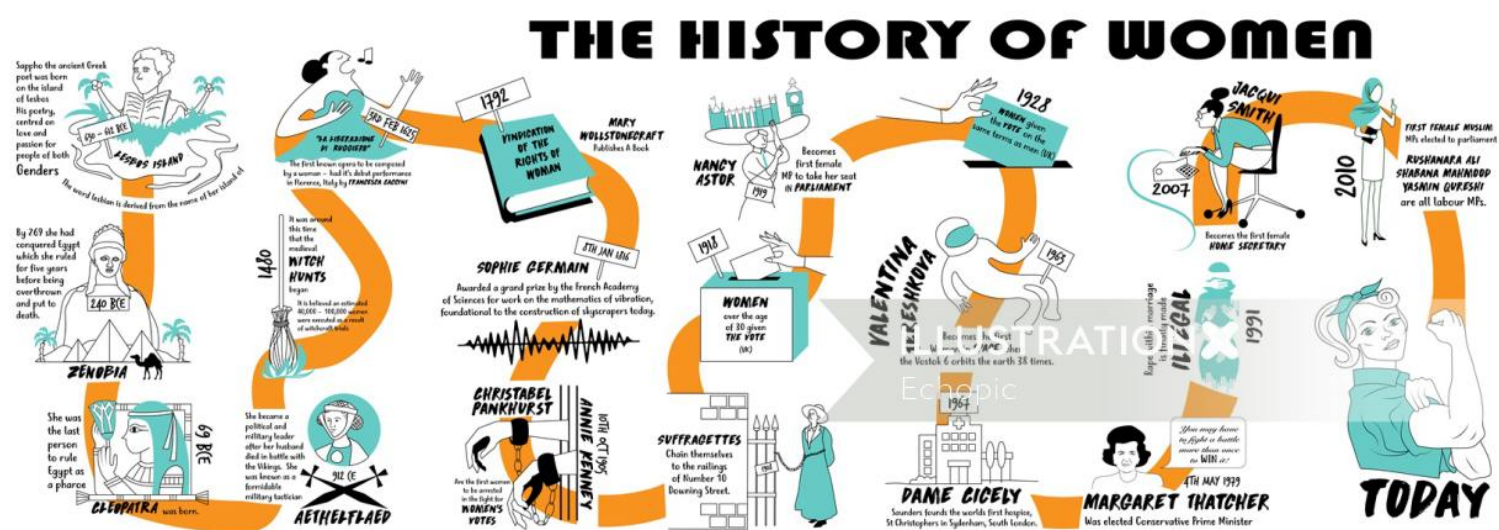 THE HISTORY OF WOMEN
Sappho the ancient Greek
poet was born
on the island
of lesbos
His poetry,
centred on
love and
passion for
people of both
Genders
630 - 612 BCE
LESBOS ISLAND
The word lesbian is derived from the name of her island of
By 269 she had
conquered Egypt
which she ruled
for five years
before being
overthrown
and put to
death.
240 BCE
ZENOBIA
She was
the last
person
to rule
Egypt as
a pharoe
69 BCE
CLEOPATRA was born.
She became a
political and
military leader
after her husband
died in battle with
the Vikings. She
was known as a
formidable
military tactician
912 CE
AETHELFLAED
1480
It was around
this time
that the
medieval
WITCH
HUNTS
began
It is believed an estimated
40,000 - 100,000 women
were executed as a result
of witchcraft trials
3RD FEB 1625
"LA LIBERAZIONE
DI RUGGIERO"
The first known opera to be composed
by a woman - had it's debut performance
in Florence, Italy by FRANCESCA CACCINI
1792
VINDICATION
OF THE
RIGHTS OF
WOMAN
MARY
WOLLSTONECRAFT
Publishes A Book
8TH JAN 1816
SOPHIE GERMAIN
Awarded a grand prize by the French Academy
of Sciences for work on the mathematics of vibration,
foundational to the construction of skyscrapers today.
CHRISTABEL
PANKHURST
ANNIE KENNEY
10TH OCT 1905
Are the first women
to be arrested
in the fight for
WOMEN'S
VOTES
SUFFRAGETTES
Chain themselves
to the railings
of Number 10
Downing Street.
1908
1918
WOMEN
over the age
of 30 given
THE VOTE
(UK)
NANCY
ASTOR
1919
Becomes
first female
MP to take her seat
IN PARLIAMENT
1928
WOMEN given
the VOTE on the
same terms as men (UK)
VALENTINA
TERESHKOVA
1963
Becomes the first
Woman in SPACE
the Vostok 6 orbits the earth 38 times.
1967
DAME CICELY
Saunders founds the worlds first hospice,
St Christophers in Sydenham, South London.
You may have
to fight a battle
more than once
to WIN it!
4TH MAY 1979
MARGARET THATCHER
Was elected Conservative Prime Minister
Rape within marriage
is finally made
ILLEGAL
1991
JACQUI
SMITH
2007
Becomes the first female
HOME SECRETARY
2010
FIRST FEMALE MUSLIM
MPs elected to parliament
RUSHANARA ALI
SHABANA MAHMOOD
YASMIN QURESHI
are all labour MPs.
TODAY
ILLUSTRATION X
Echopic